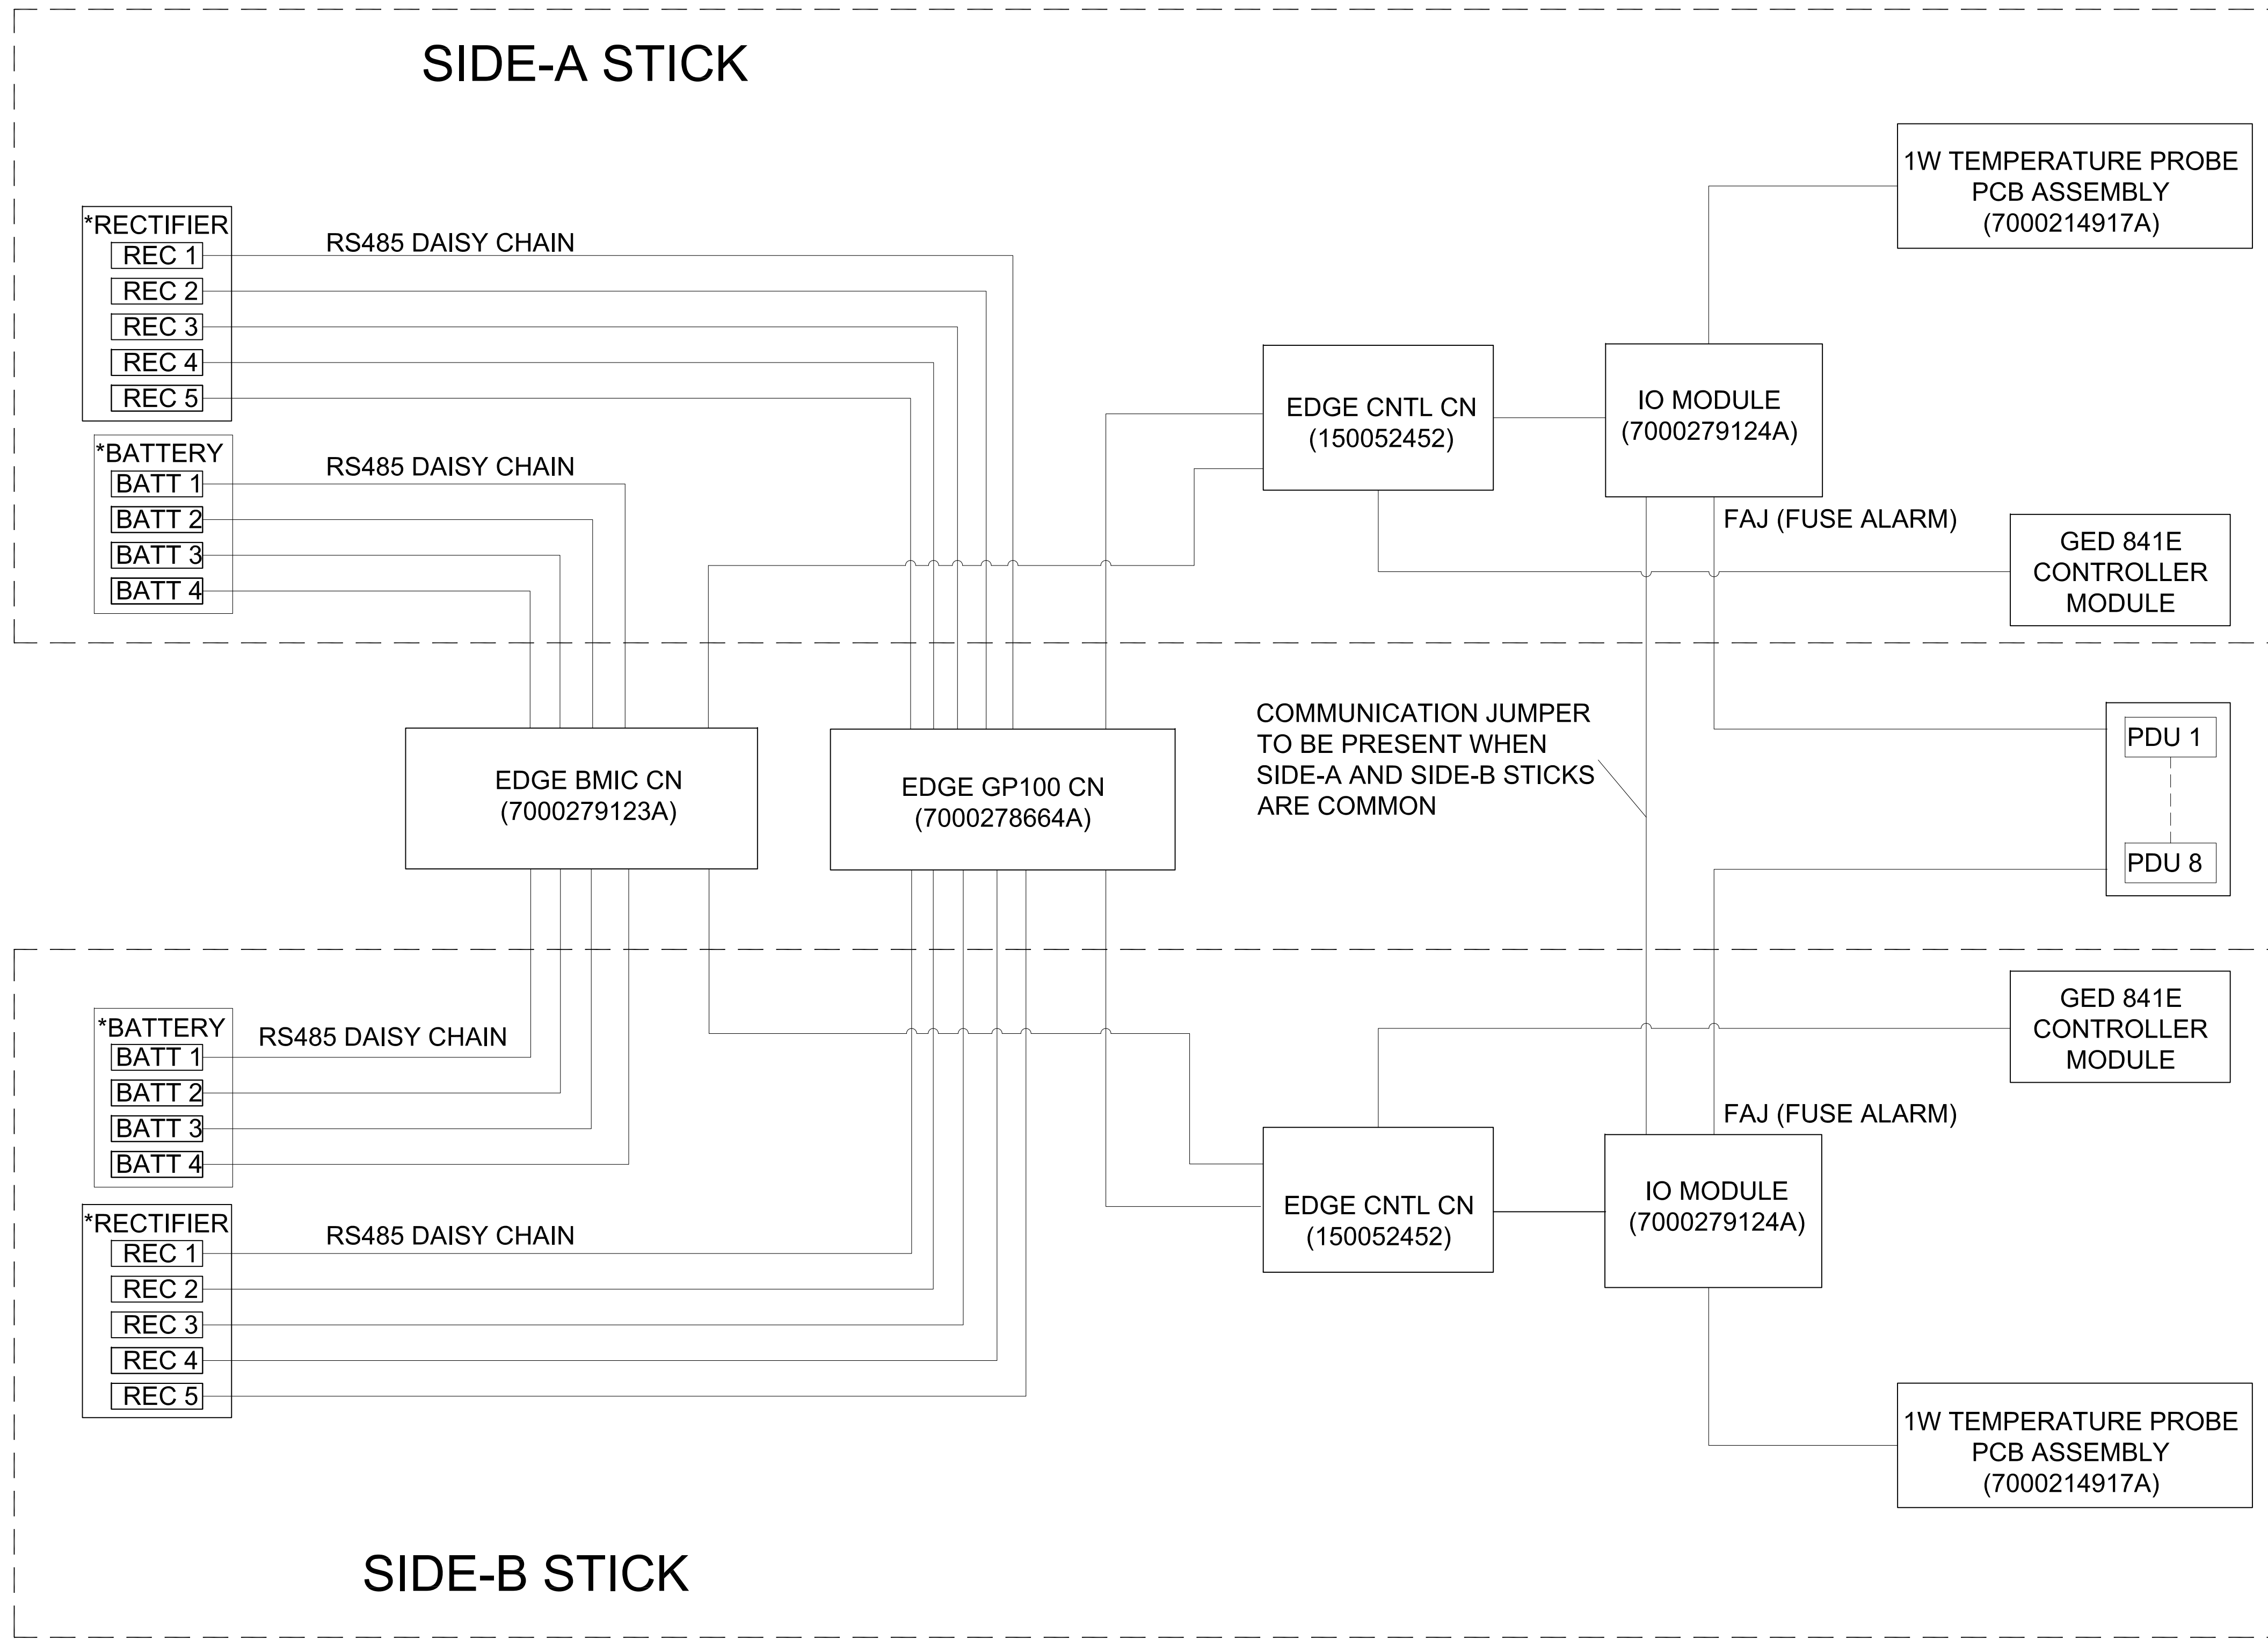 SIDE-A STICK
1W TEMPERATURE PROBE
PCB ASSEMBLY
(7000214917A)
*RECTIFIER
REC 1
REC 2
REC 3
REC 4
REC 5
RS485 DAISY CHAIN
*BATTERY
BATT 1
BATT 2
BATT 3
BATT 4
RS485 DAISY CHAIN
EDGE CNTL CN
(150052452)
IO MODULE
(7000279124A)
FAJ (FUSE ALARM)
GED 841E
CONTROLLER
MODULE
EDGE BMIC CN
(7000279123A)
EDGE GP100 CN
(7000278664A)
COMMUNICATION JUMPER
TO BE PRESENT WHEN
SIDE-A AND SIDE-B STICKS
ARE COMMON
PDU 1
PDU 8
*BATTERY
BATT 1
BATT 2
BATT 3
BATT 4
RS485 DAISY CHAIN
*RECTIFIER
REC 1
REC 2
REC 3
REC 4
REC 5
RS485 DAISY CHAIN
GED 841E
CONTROLLER
MODULE
FAJ (FUSE ALARM)
EDGE CNTL CN
(150052452)
IO MODULE
(7000279124A)
1W TEMPERATURE PROBE
PCB ASSEMBLY
(7000214917A)
SIDE-B STICK